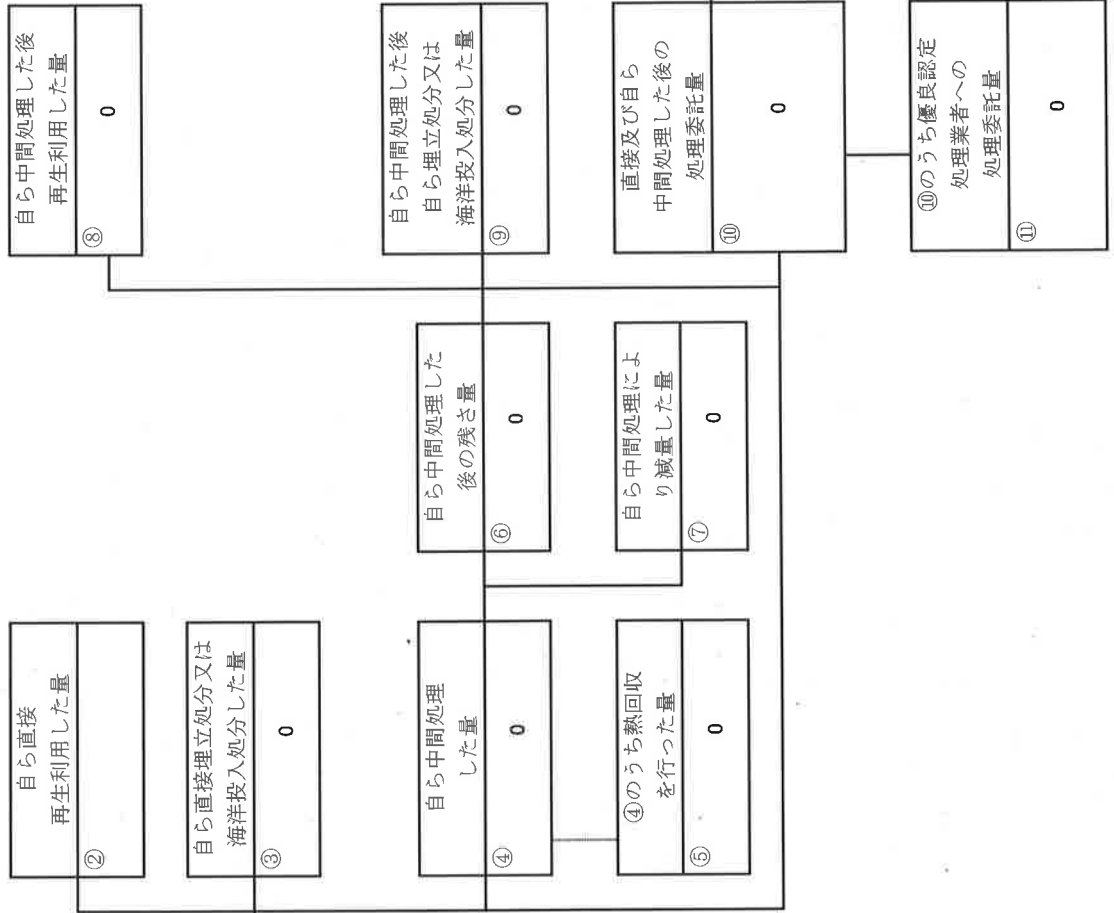 自ら直接
再生利用した量
②
自ら直接埋立処分又は
海洋投入処分した量
③
0
自ら中間処理
した量
④
0
④のうち熱回収
を行った量
⑤
0
自ら中間処理した
後の残さ量
⑥
0
自ら中間処理によ
り減量した量
⑦
0
自ら中間処理した後
再生利用した量
⑧
0
自ら中間処理した後
自ら埋立処分又は
海洋投入処分した量
⑨
0
直接及び自ら
中間処理した後の
処理委託量
⑩
0
⑩のうち優良認定
処理業者への
処理委託量
⑪
0